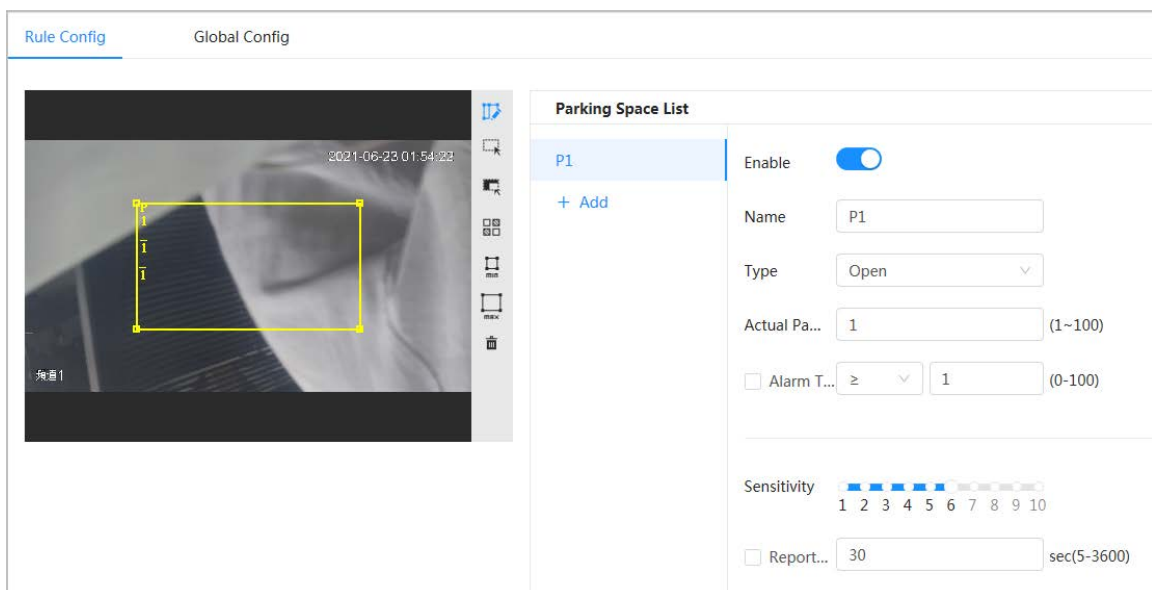 Rule Config
Global Config
2021-06-23 01:54:22
P
1
1
1
1
min
max
Parking Space List
P1
+ Add
Enable
Name
P1
Type
Open
Actual Pa...
1
(1~100)
Alarm T...
≥
1
(0-100)
Sensitivity
1 2 3 4 5 6 7 8 9 10
Report...
30
sec(5-3600)